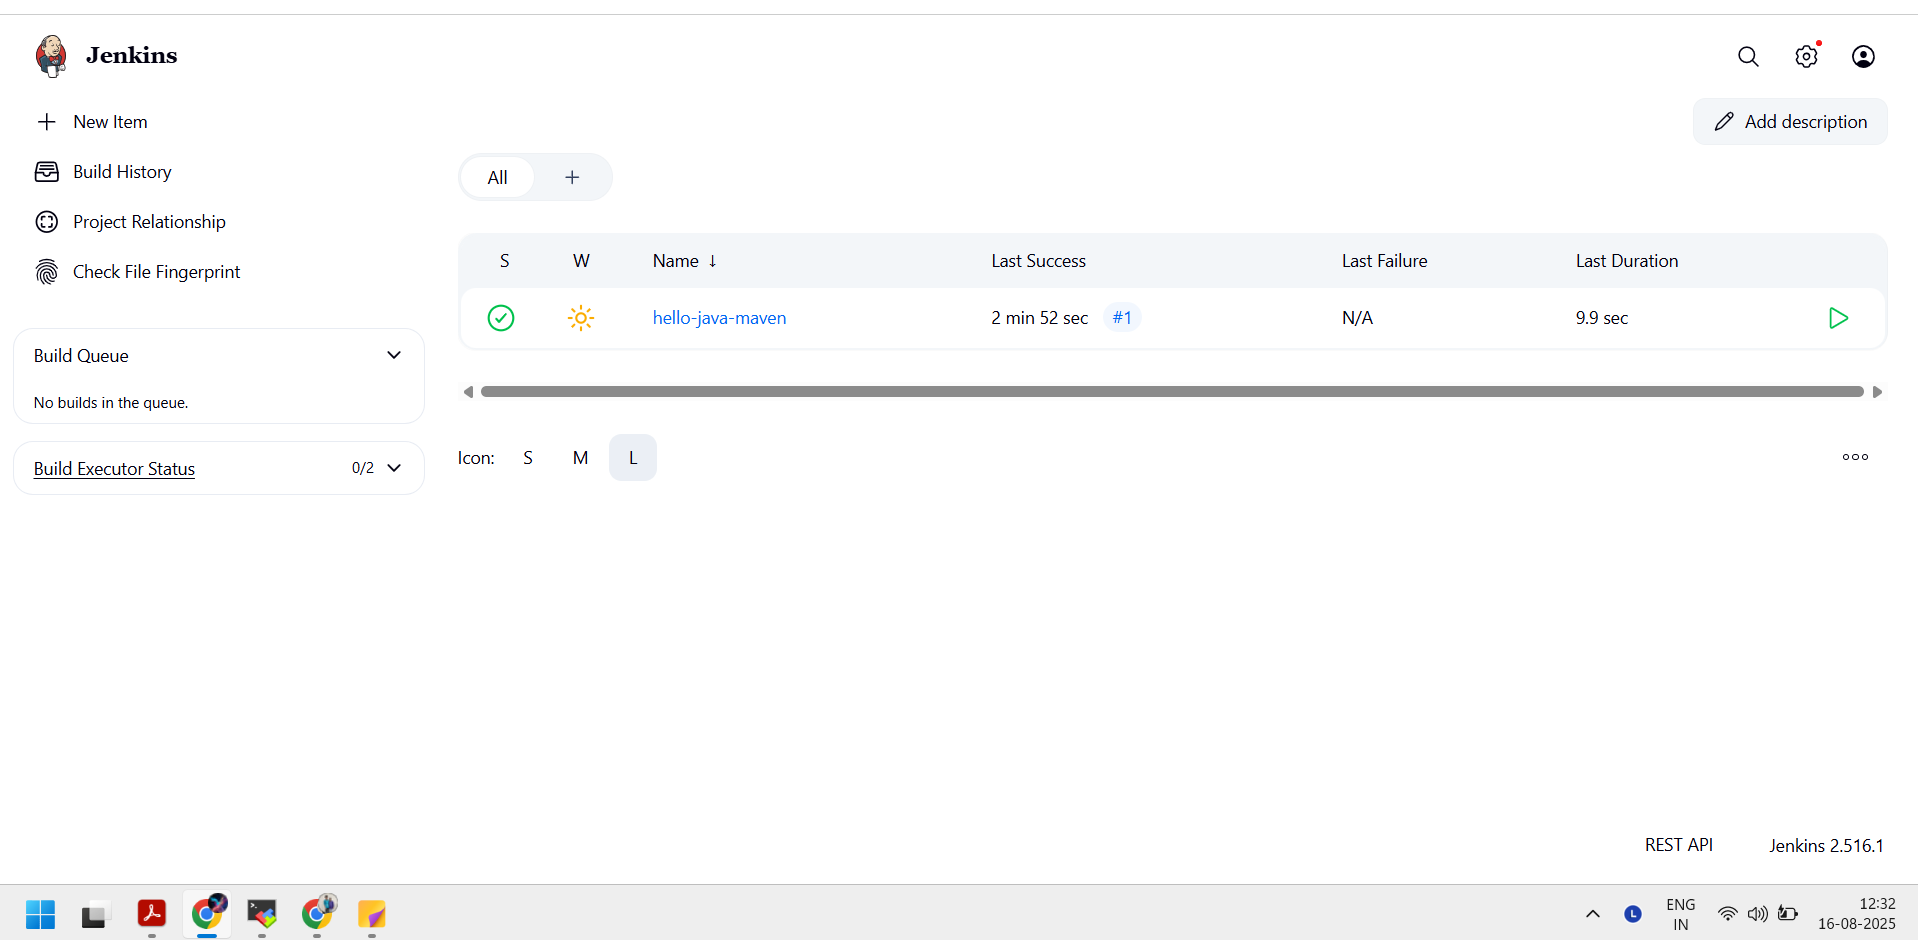 Jenkins
New Item
Build History
Project Relationship
Check File Fingerprint
Build Queue
No builds in the queue.
Build Executor Status 0/2
Add description
All +
S W Name ↓ Last Success Last Failure Last Duration
hello-java-maven 2 min 52 sec #1 N/A 9.9 sec
Icon: S M L
REST API Jenkins 2.516.1
L
ENG
IN
12:32
16-08-2025